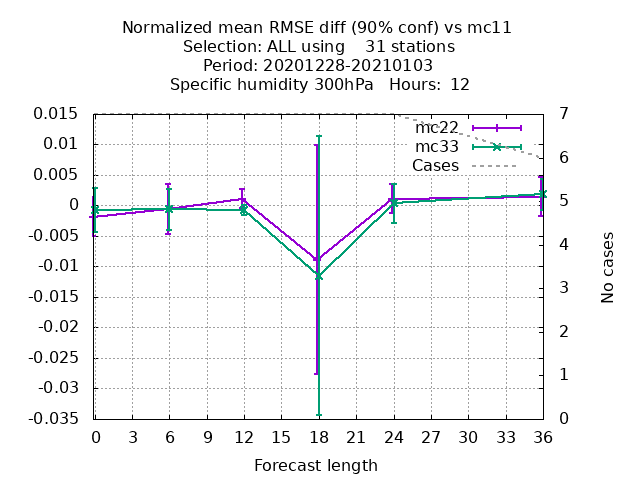 Normalized mean RMSE diff (90% conf) vs mc11
Selection: ALL using    31 stations
Period: 20201228-20210103
Specific humidity 300hPa   Hours:  12
mc22
mc33
Cases
0.015
0.01
0.005
0
-0.005
-0.01
-0.015
-0.02
-0.025
-0.03
-0.035
7
6
5
4
3
2
1
0
No cases
0 3 6 9 12 15 18 21 24 27 30 33 36
Forecast length